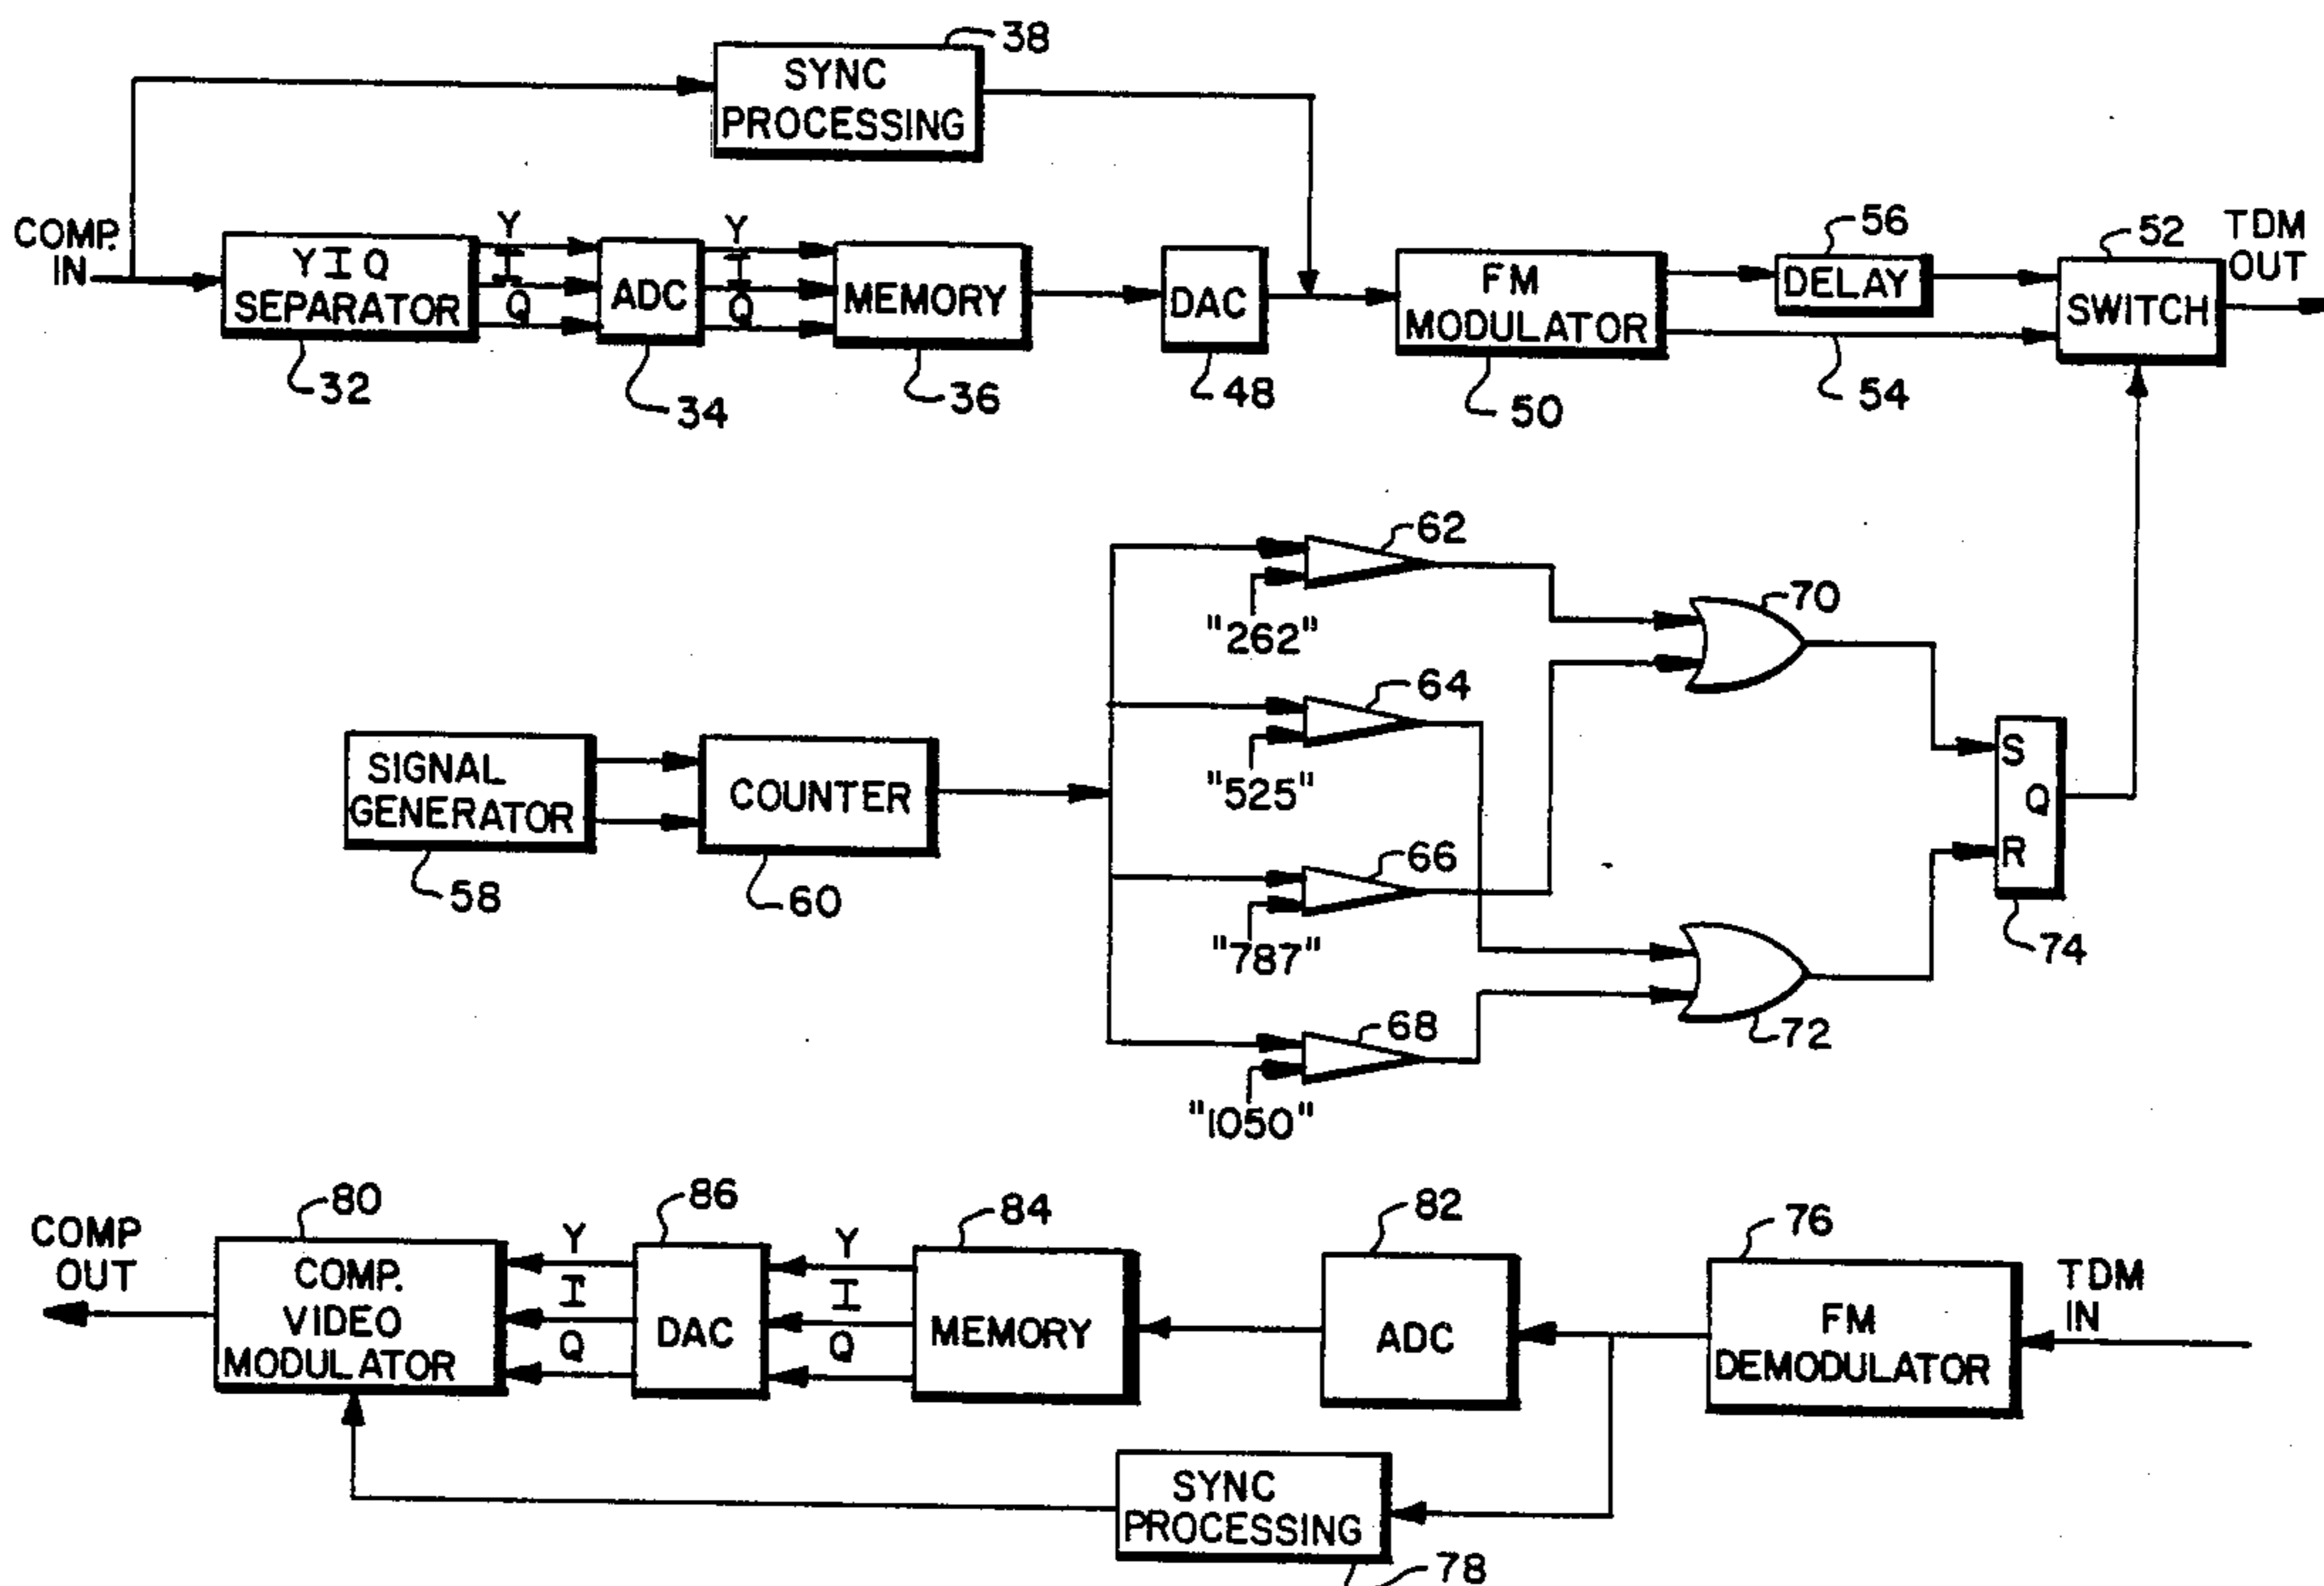 38
SYNC
PROCESSING
COMP.
IN
Y I Q
SEPARATOR
32
Y
I
Q
ADC
34
Y
I
Q
MEMORY
36
DAC
48
FM
MODULATOR
50
56
DELAY
54
52
SWITCH
TDM
OUT
62
"262"
64
"525"
66
"787"
68
"1050"
70
72
S
Q
R
74
SIGNAL
GENERATOR
58
COUNTER
60
COMP
OUT
80
COMP.
VIDEO
MODULATOR
Y
I
Q
86
DAC
Y
I
Q
84
MEMORY
82
ADC
76
FM
DEMODULATOR
TDM
IN
SYNC
PROCESSING
78